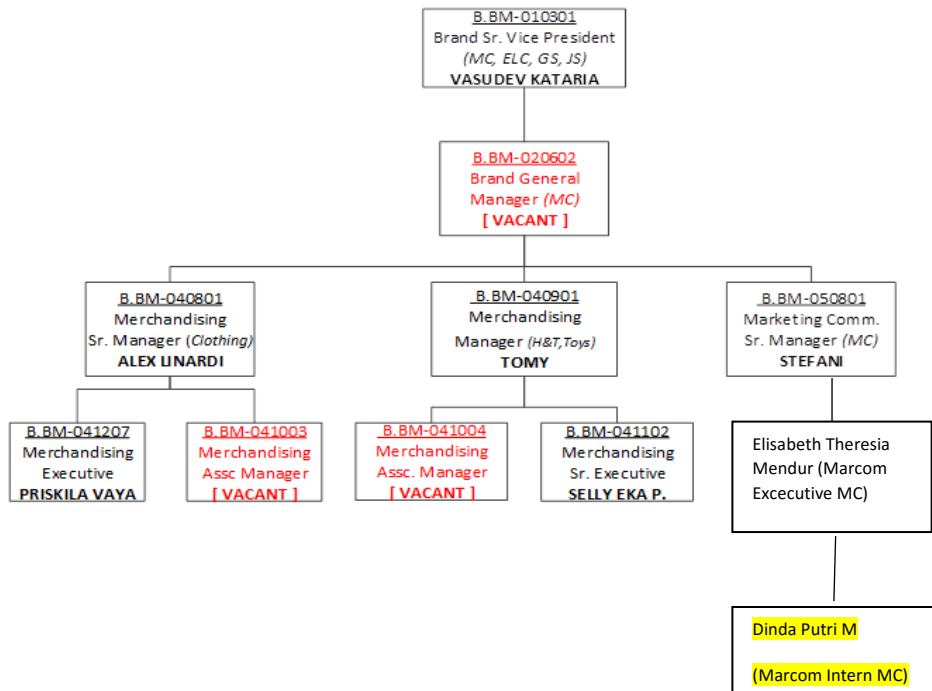 B.BM-010301
Brand Sr. Vice President
(MC, ELC, GS, JS)
VASUDEV KATARIA
B.BM-020602
Brand General
Manager (MC)
[ VACANT ]
B.BM-040801
Merchandising
Sr. Manager (Clothing)
ALEX LINARDI
B.BM-040901
Merchandising
Manager (H&T,Toys)
TOMY
B.BM-050801
Marketing Comm.
Sr. Manager (MC)
STEFANI
B.BM-041207
Merchandising
Executive
PRISKILA VAYA
B.BM-041003
Merchandising
Assc Manager
[ VACANT ]
B.BM-041004
Merchandising
Assc. Manager
[ VACANT ]
B.BM-041102
Merchandising
Sr. Executive
SELLY EKA P.
Elisabeth Theresia
Mendur (Marcom
Excecutive MC)
Dinda Putri M
(Marcom Intern MC)